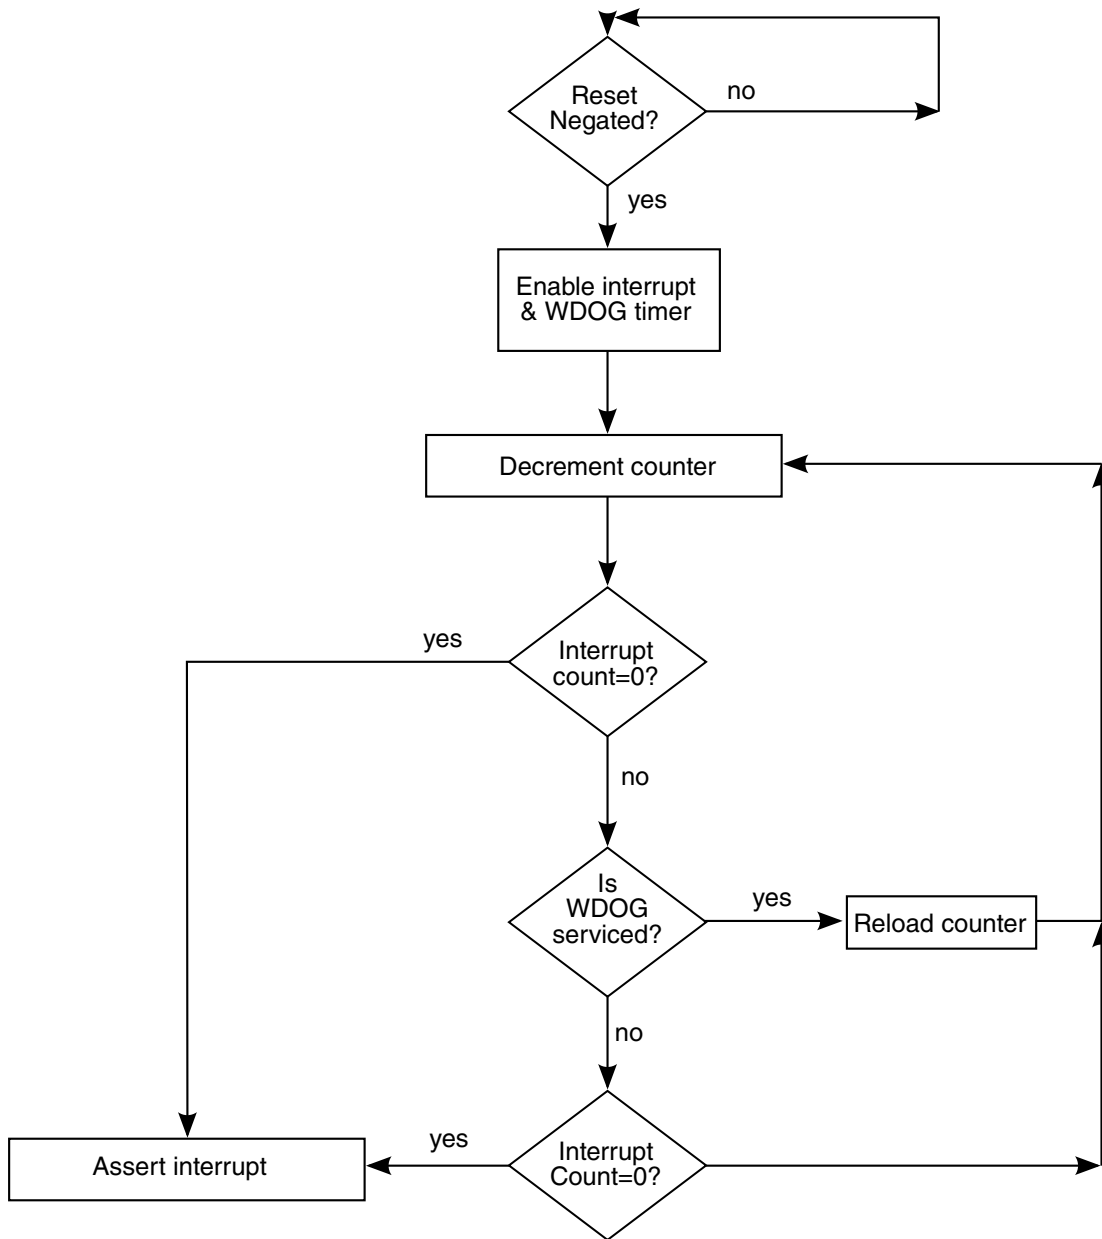 Reset
Negated?
no
yes
Enable interrupt
& WDOG timer
Decrement counter
yes
Interrupt
count=0?
no
Is
WDOG
serviced?
yes
Reload counter
no
yes
Interrupt
Count=0?
Assert interrupt